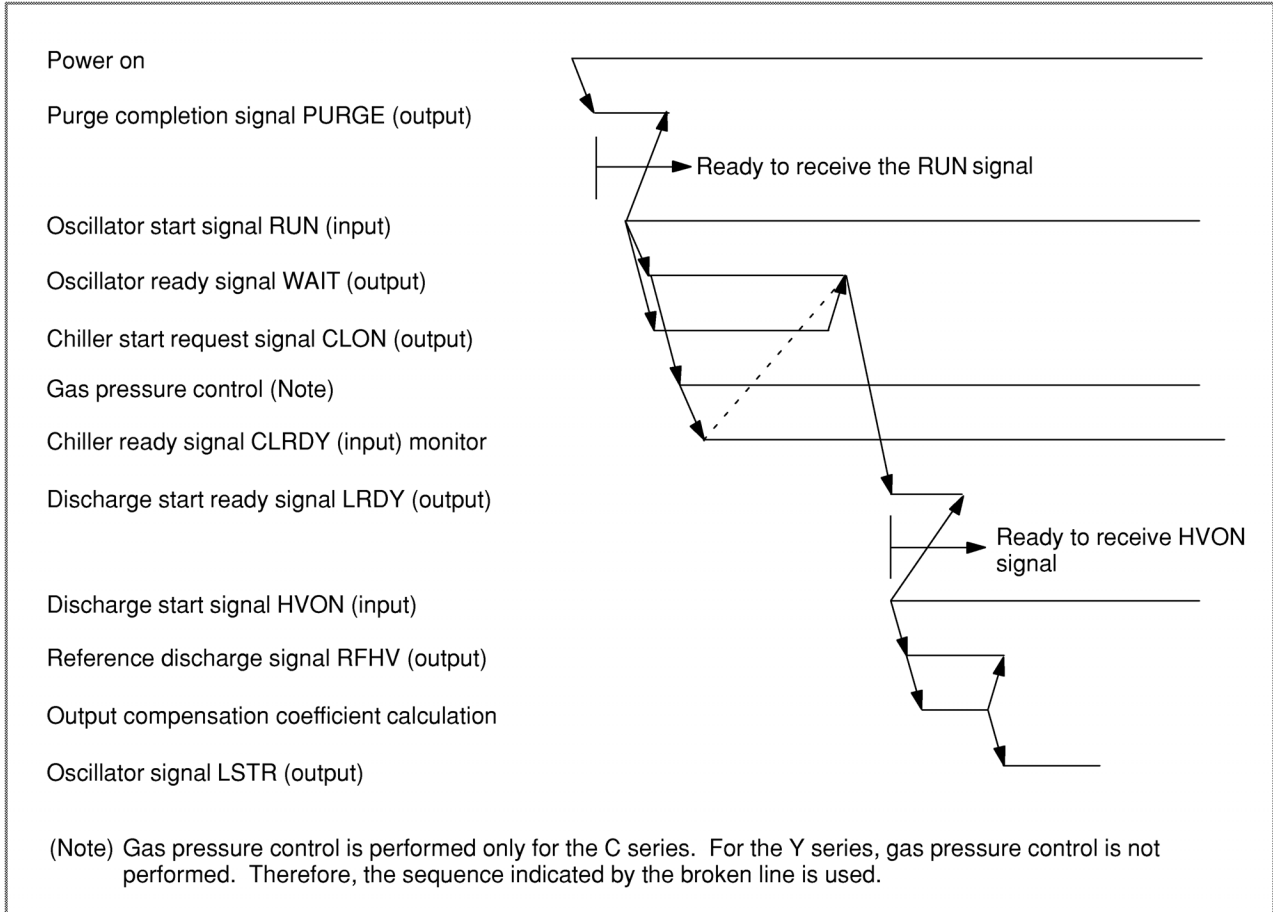 Power on
Purge completion signal PURGE (output)
Ready to receive the RUN signal
Oscillator start signal RUN (input)
Oscillator ready signal WAIT (output)
Chiller start request signal CLON (output)
Gas pressure control (Note)
Chiller ready signal CLRDY (input) monitor
Discharge start ready signal LRDY (output)
Ready to receive HVON
signal
Discharge start signal HVON (input)
Reference discharge signal RFHV (output)
Output compensation coefficient calculation
Oscillator signal LSTR (output)
(Note) Gas pressure control is performed only for the C series. For the Y series, gas pressure control is not
performed. Therefore, the sequence indicated by the broken line is used.